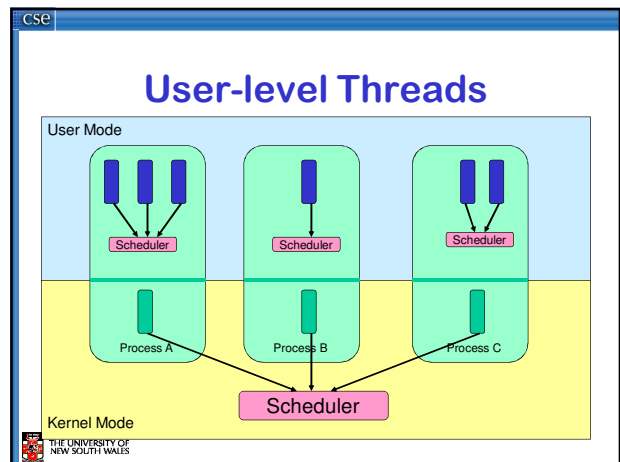 cse
User-level Threads
User Mode
Scheduler
Scheduler
Scheduler
Process A
Process B
Process C
Scheduler
Kernel Mode
THE UNIVERSITY OF
NEW SOUTH WALES